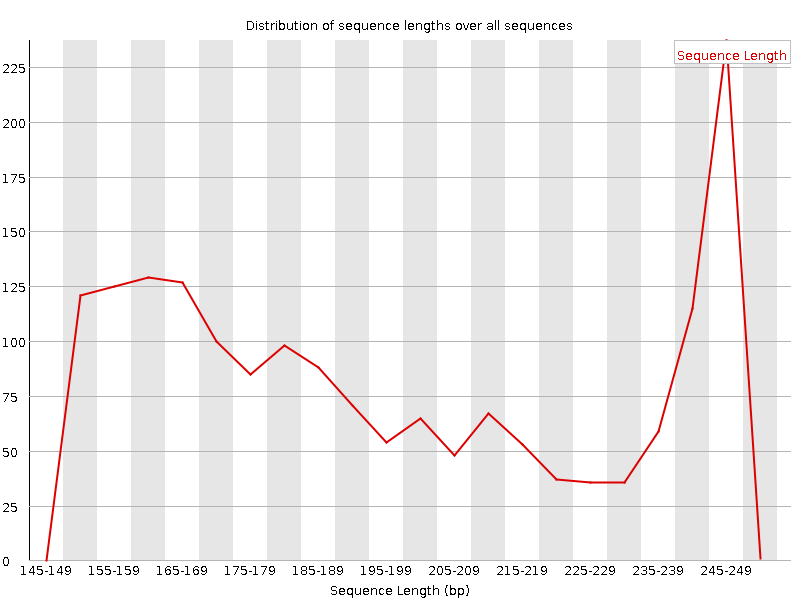 Distribution of sequence lengths over all sequences
Sequence Length
225
200
175
150
125
100
75
50
25
0
145-149 155-159 165-169 175-179 185-189 195-199 205-209 215-219 225-229 235-239 245-249
Sequence Length (bp)